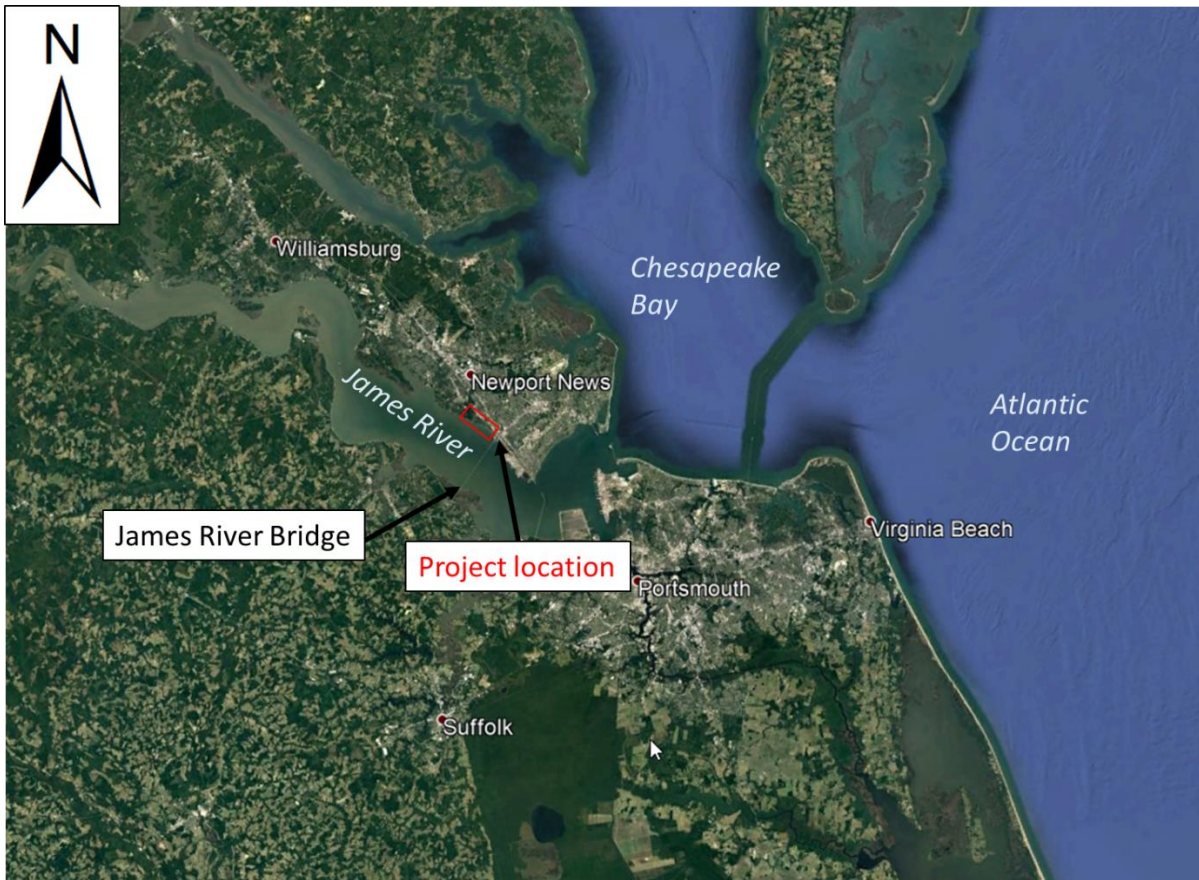 N
Williamsburg
Chesapeake
Bay
Newport News
James River
Atlantic
Ocean
James River Bridge
Project location
Virginia Beach
Portsmouth
Suffolk